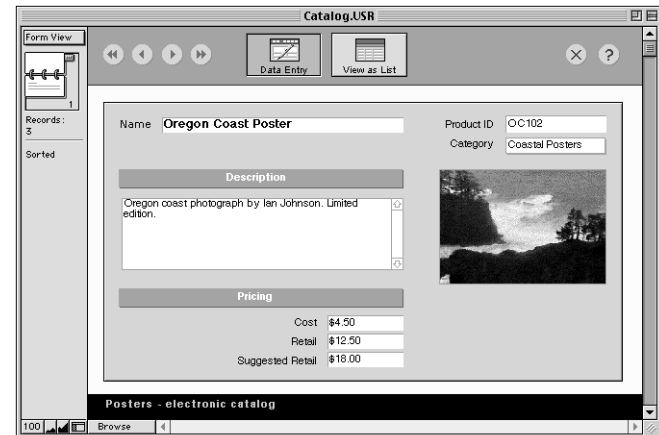 Catalog.USR
Form View
1
Records:
3
Sorted
Data Entry
View as List
?
Name Oregon Coast Poster
Product ID OC102
Category Coastal Posters
Description
Oregon coast photograph by Ian Johnson. Limited
edition.
Pricing
Cost $4.50
Retail $12.50
Suggested Retail $18.00
Posters - electronic catalog
100 Browse